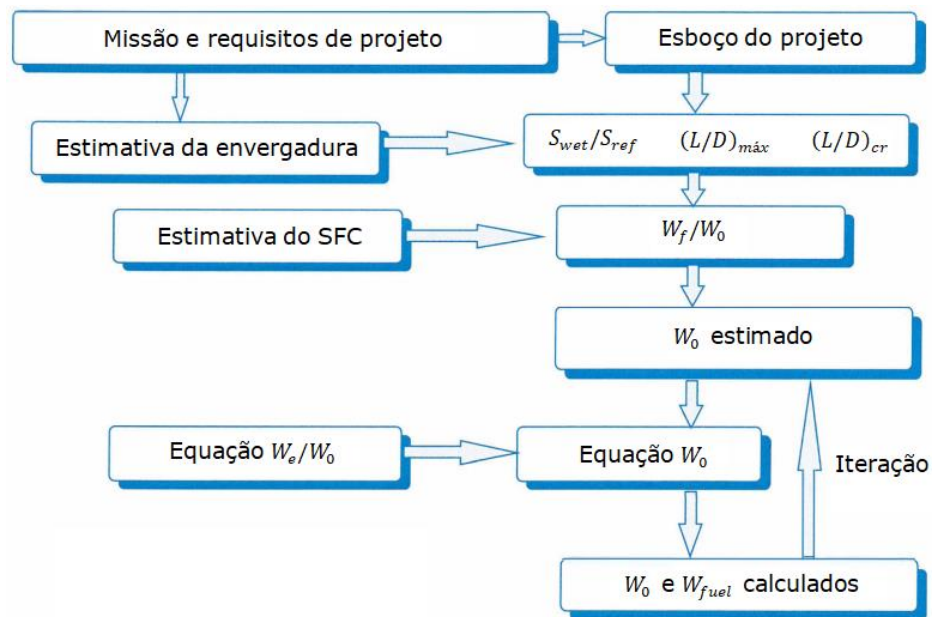 Missão e requisitos de projeto
Esboço do projeto
Estimativa da envergadura
S_wet/S_ref (L/D)_máx (L/D)_cr
Estimativa do SFC
W_f/W_0
W_0 estimado
Equação W_e/W_0
Equação W_0
Iteração
W_0 e W_fuel calculados